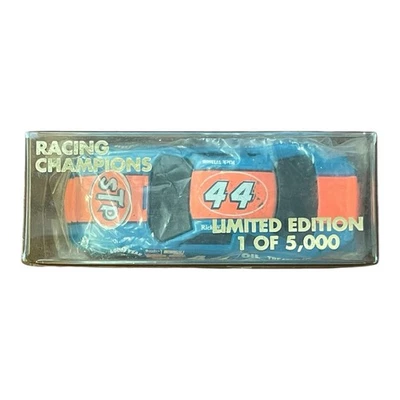 RACING
CHAMPIONS
STP
44
LIMITED EDITION
1 OF 5,000